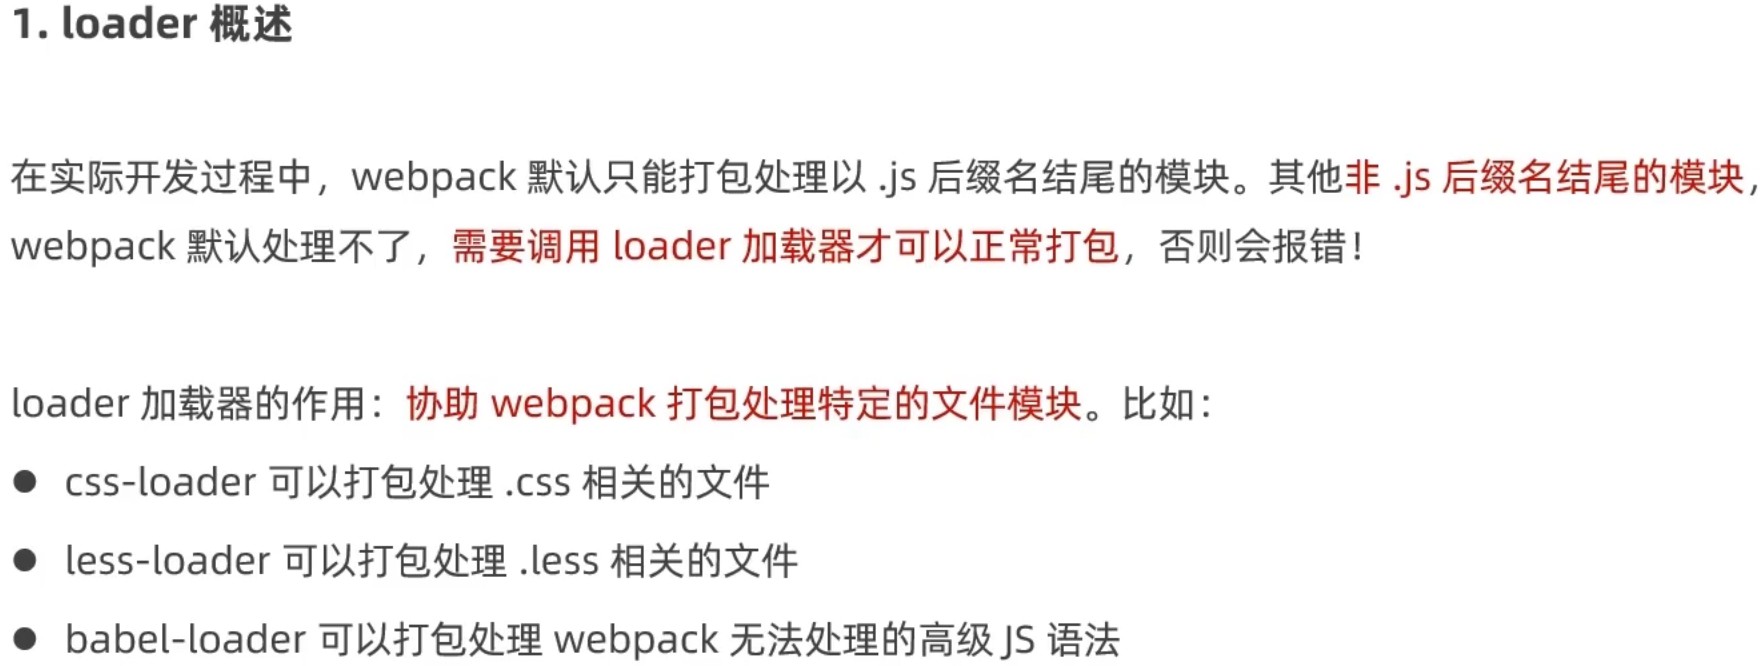 1. loader 概述
在实际开发过程中，webpack 默认只能打包处理以 .js 后缀名结尾的模块。其他非 .js 后缀名结尾的模块，
webpack 默认处理不了，需要调用 loader 加载器才可以正常打包，否则会报错！
loader 加载器的作用：协助 webpack 打包处理特定的文件模块。比如：
● css-loader 可以打包处理 .css 相关的文件
● less-loader 可以打包处理 .less 相关的文件
● babel-loader 可以打包处理 webpack 无法处理的高级 JS 语法